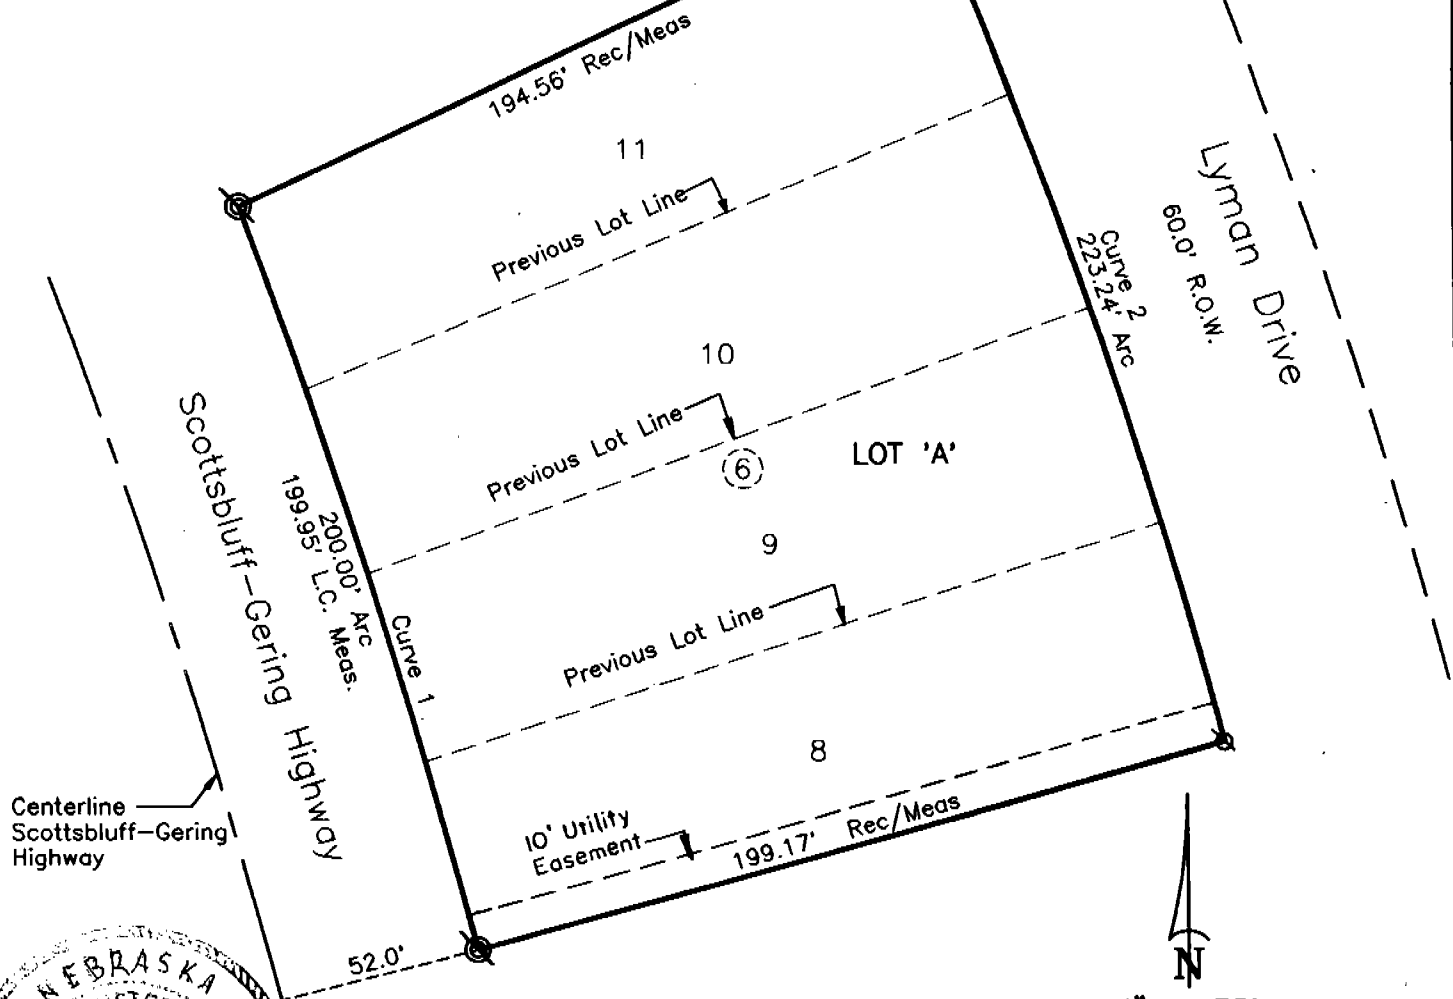 194.56' Rec/Meas
11
Previous Lot Line
Lyman Drive
60.0' R.O.W.
Curve 2
223.24' Arc
10
Previous Lot Line
6
LOT 'A'
Scottsbluff-Gering Highway
200.00' Arc
199.95' L.C. Meas.
Curve 1
9
Previous Lot Line
8
Centerline
Scottsbluff-Gering
Highway
10' Utility
Easement
199.17' Rec/Meas
52.0'
NEBRASKA
N